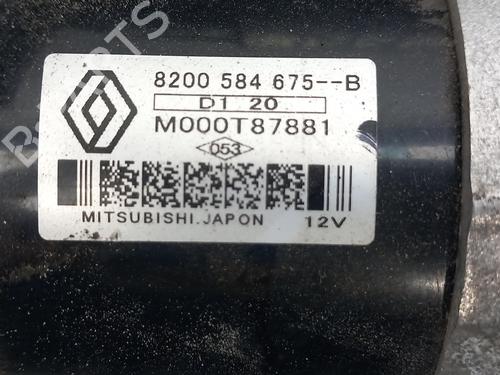 8200 584 675--B
D1 20
M000T87881
053
MITSUBISHI.JAPON 12V